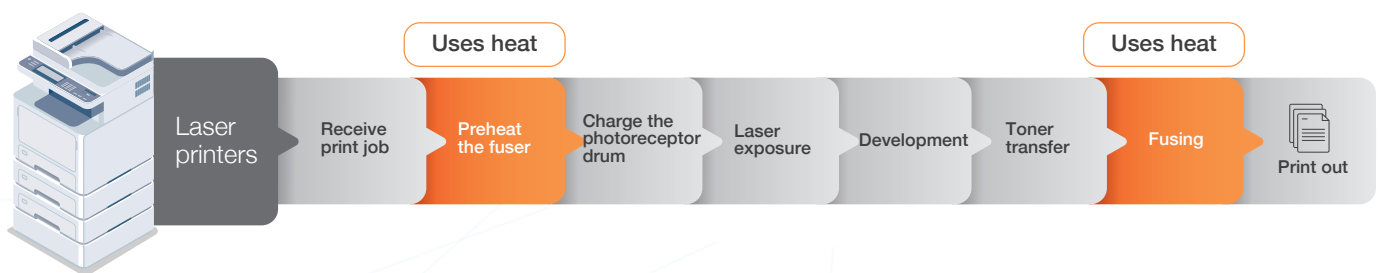 Uses heat
Uses heat
Laser
printers
Receive
print job
Preheat
the fuser
Charge the
photoreceptor
drum
Laser
exposure
Development
Toner
transfer
Fusing
Print out